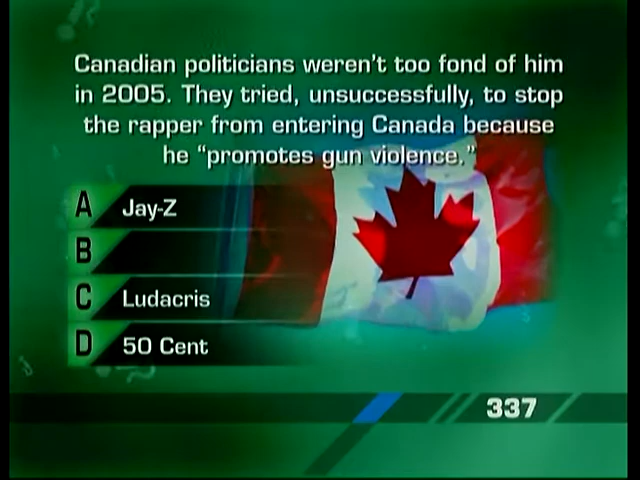 Canadian politicians weren't too fond of him
in 2005. They tried, unsuccessfully, to stop
the rapper from entering Canada because
he “promotes gun violence.”
A Jay-Z
B
C Ludacris
D 50 Cent
337